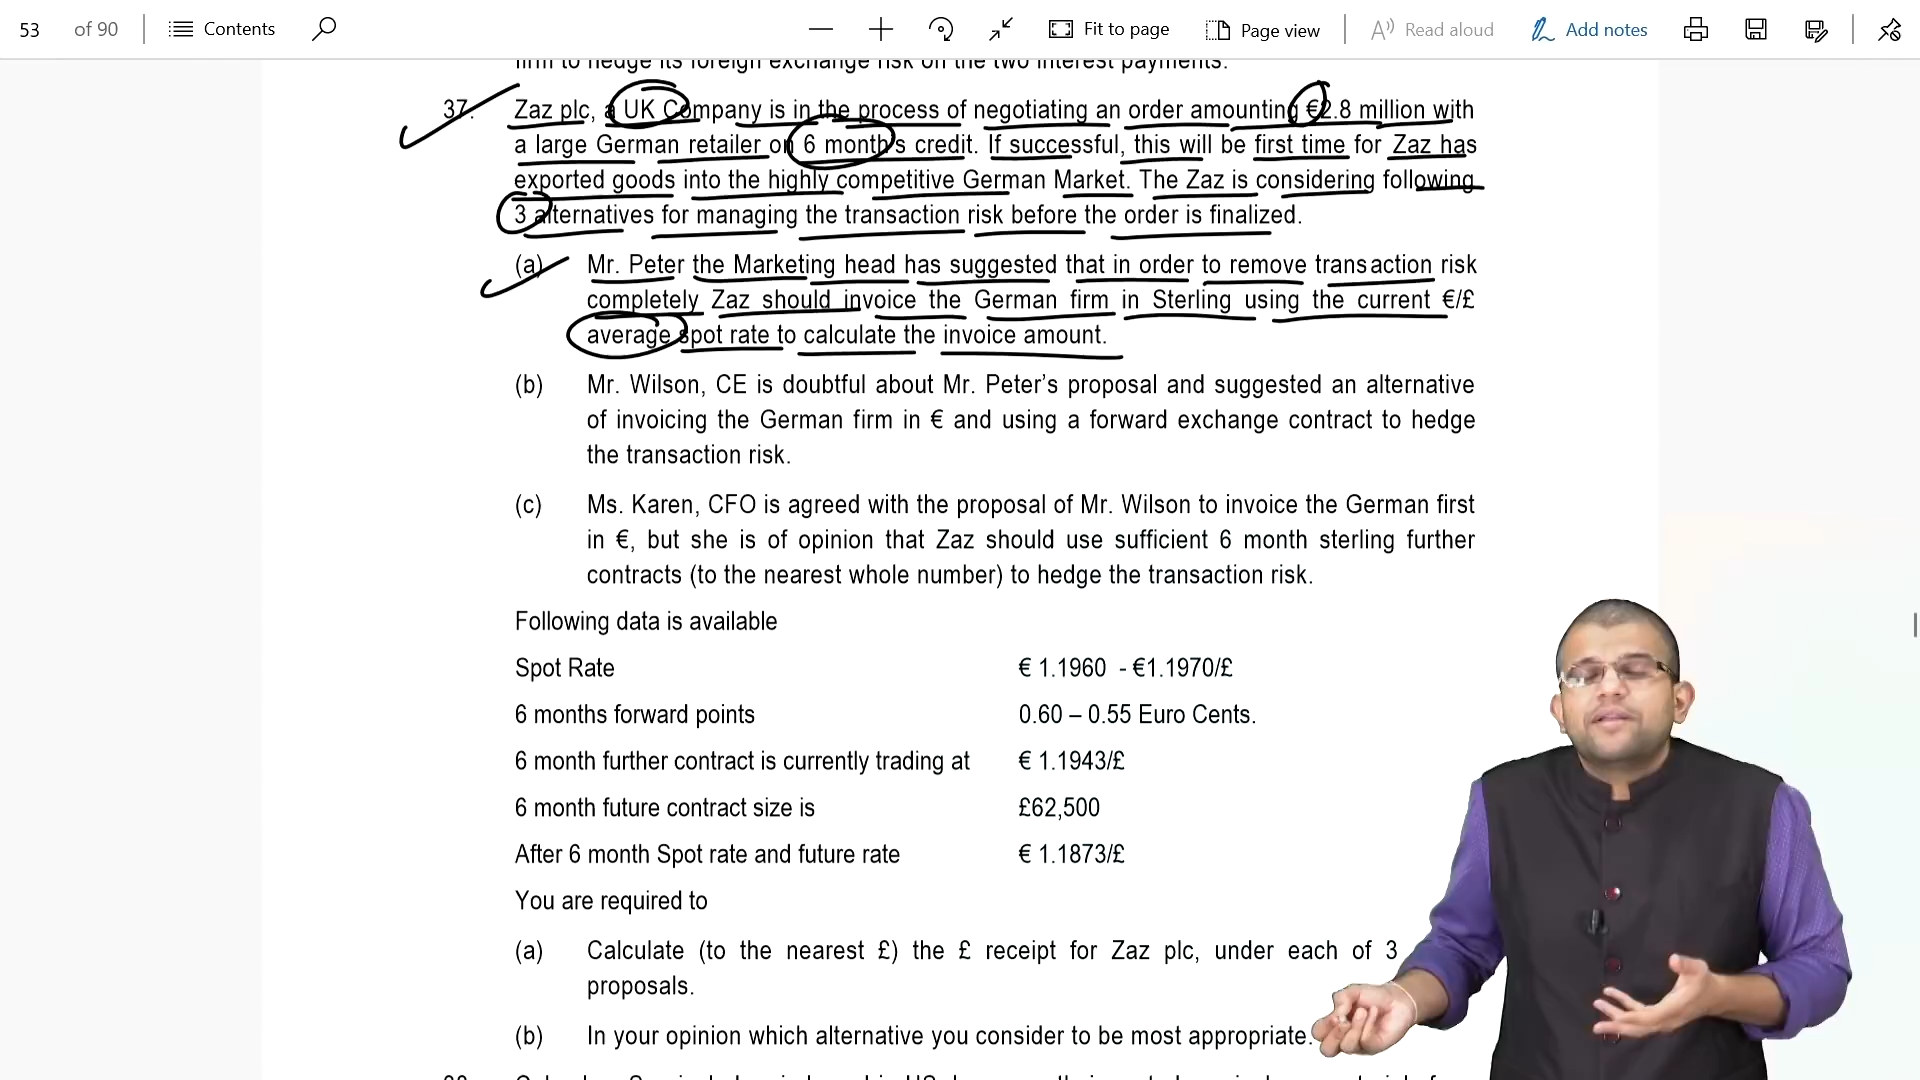 53 of 90 Contents Fit to page Page view Read aloud Add notes
firm to hedge its foreign exchange risk on the two interest payments.
37. Zaz plc, a UK Company is in the process of negotiating an order amounting €2.8 million with
a large German retailer on 6 month's credit. If successful, this will be first time for Zaz has
exported goods into the highly competitive German Market. The Zaz is considering following
3 alternatives for managing the transaction risk before the order is finalized.
(a) Mr. Peter the Marketing head has suggested that in order to remove transaction risk
completely Zaz should invoice the German firm in Sterling using the current €/£
average spot rate to calculate the invoice amount.
(b) Mr. Wilson, CE is doubtful about Mr. Peter’s proposal and suggested an alternative
of invoicing the German firm in € and using a forward exchange contract to hedge
the transaction risk.
(c) Ms. Karen, CFO is agreed with the proposal of Mr. Wilson to invoice the German first
in €, but she is of opinion that Zaz should use sufficient 6 month sterling further
contracts (to the nearest whole number) to hedge the transaction risk.
Following data is available
Spot Rate € 1.1960 - €1.1970/£
6 months forward points 0.60 – 0.55 Euro Cents.
6 month further contract is currently trading at € 1.1943/£
6 month future contract size is £62,500
After 6 month Spot rate and future rate € 1.1873/£
You are required to
(a) Calculate (to the nearest £) the £ receipt for Zaz plc, under each of 3
proposals.
(b) In your opinion which alternative you consider to be most appropriate.